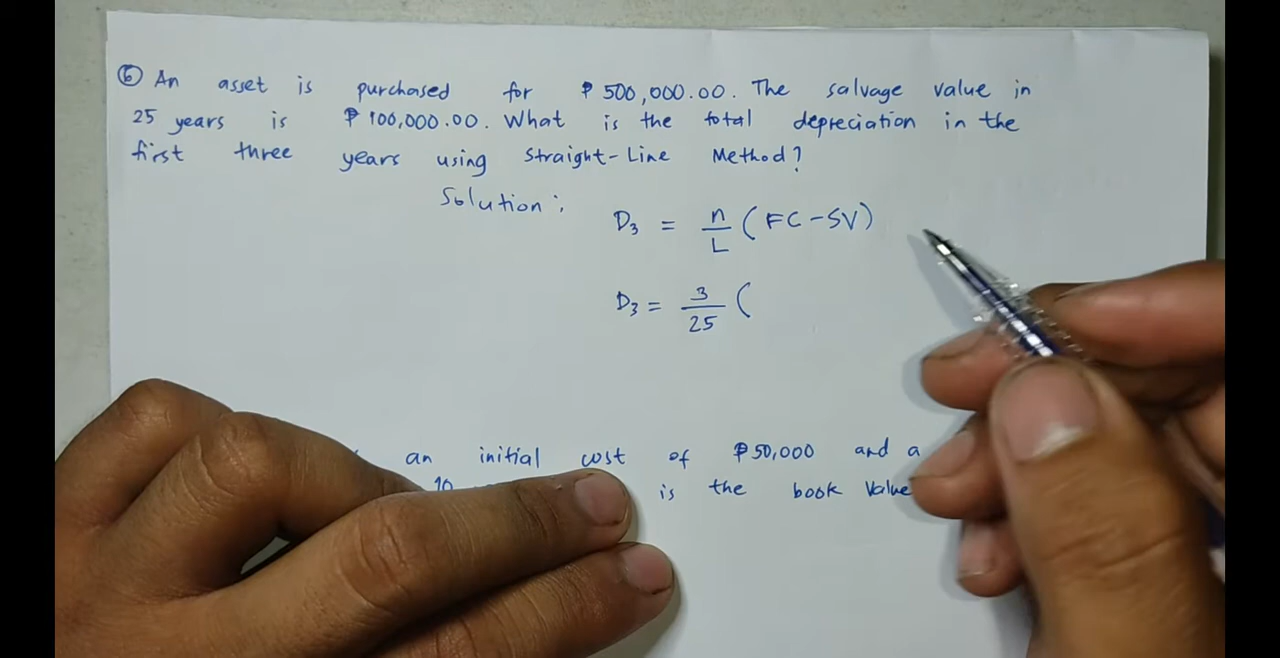 ⑥ An asset is purchased for ₱ 500,000.00. The salvage value in
25 years is ₱ 100,000.00. What is the total depreciation in the
first three years using Straight-Line Method?
Solution:
D₃ = n/L (FC - SV)
D₃ = 3/25 (
an initial cost of ₱50,000 and a
10 is the book value